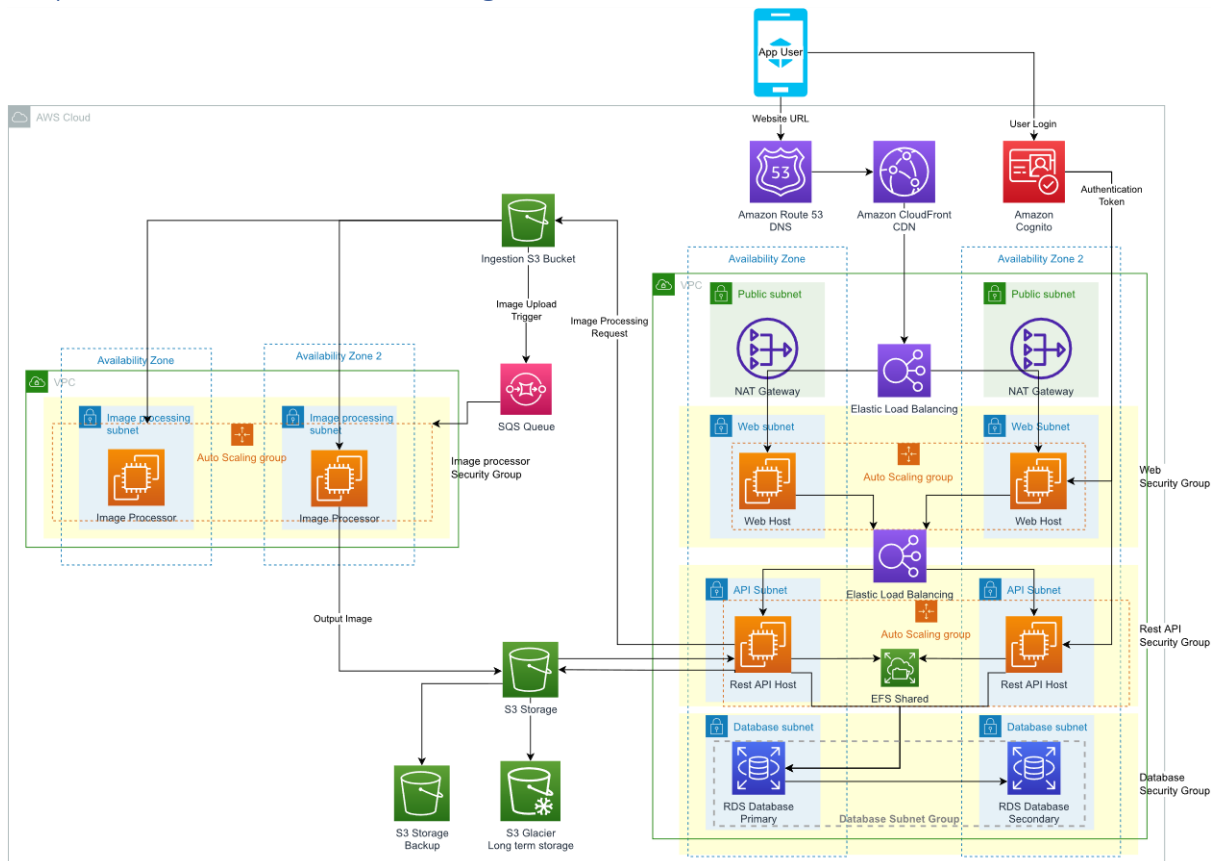 App User
AWS Cloud
Website URL
User Login
53
Amazon Route 53
DNS
Amazon CloudFront
CDN
Amazon
Cognito
Authentication
Token
Ingestion S3 Bucket
Image Upload
Trigger
Image Processing
Request
SQS Queue
Availability Zone
Availability Zone 2
VPC
Image processing
subnet
Image processing
subnet
Auto Scaling group
Image Processor
Image Processor
Image processor
Security Group
Output Image
S3 Storage
S3 Storage
Backup
S3 Glacier
Long term storage
Availability Zone
Availability Zone 2
VPC
Public subnet
Public subnet
NAT Gateway
NAT Gateway
Elastic Load Balancing
Web subnet
Web Subnet
Auto Scaling group
Web Host
Web Host
Web
Security Group
Elastic Load Balancing
API Subnet
API Subnet
Auto Scaling group
Rest API Host
Rest API Host
EFS Shared
Rest API
Security Group
Database subnet
Database subnet
RDS Database
Primary
RDS Database
Secondary
Database Subnet Group
Database
Security Group